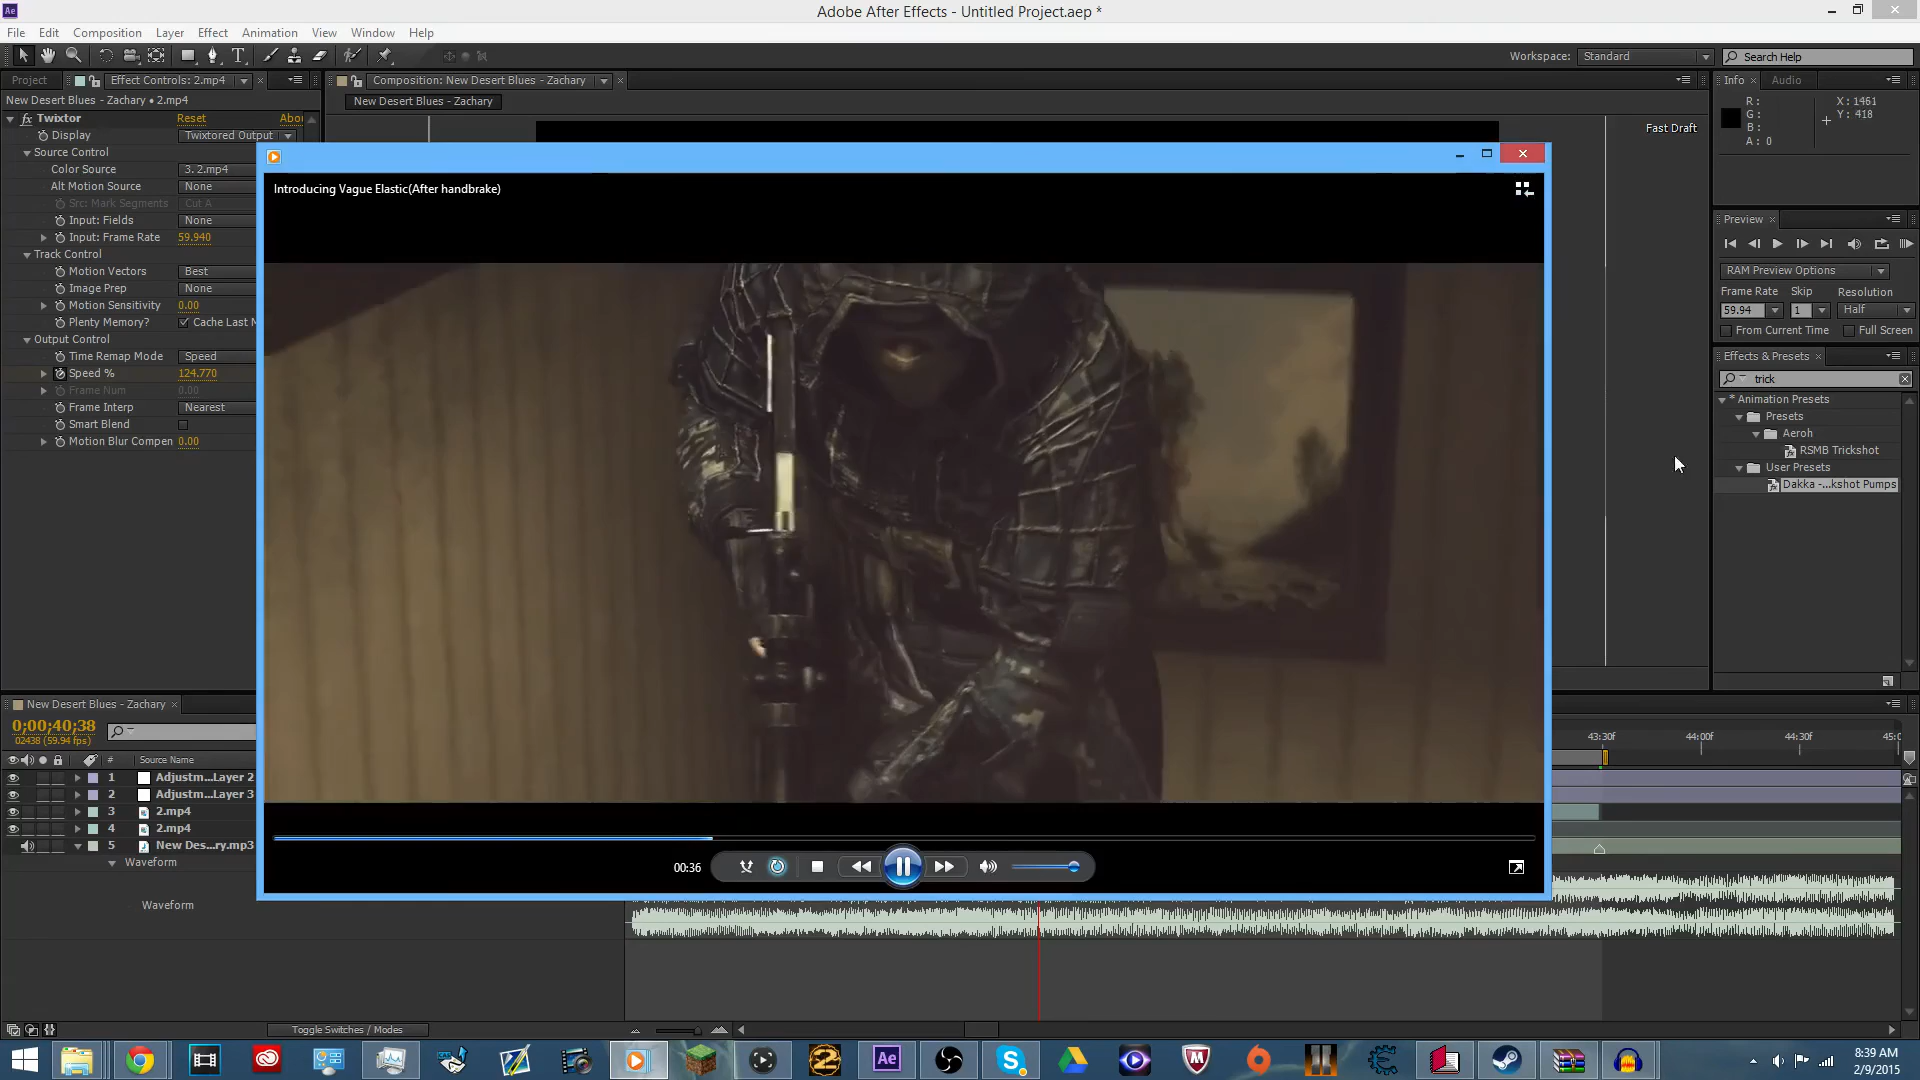 Adobe After Effects - Untitled Project.aep *
File Edit Composition Layer Effect Animation View Window Help
Workspace: Standard Search Help
Project Effect Controls: 2.mp4 Composition: New Desert Blues - Zachary Info Audio
New Desert Blues - Zachary • 2.mp4 New Desert Blues - Zachary
R: X: 1461
G: Y: 418
B:
A: 0
Fast Draft
fx Twixtor Reset Abou
Display Twixtored Output
Source Control
Color Source 3. 2.mp4
Alt Motion Source None
Src: Mark Segments Cut A
Input: Fields None
Input: Frame Rate 59.940
Track Control
Motion Vectors Best
Image Prep None
Motion Sensitivity 0.00
Plenty Memory? Cache Last M
Output Control
Time Remap Mode Speed
Speed % 124.770
Frame Num 0.00
Frame Interp Nearest
Smart Blend
Motion Blur Compen 0.00
Introducing Vague Elastic(After handbrake)
00:36
Preview
RAM Preview Options
Frame Rate Skip Resolution
59.94 1 Half
From Current Time Full Screen
Effects & Presets
trick
* Animation Presets
Presets
Aeroh
RSMB Trickshot
User Presets
Dakka -...kshot Pumps
New Desert Blues - Zachary
0;00;40;38
02438 (59.94 fps)
# Source Name
1 Adjustm...Layer 2
2 Adjustm...Layer 3
3 2.mp4
4 2.mp4
5 New Des...ry.mp3
Waveform
Waveform
43:30f 44:00f 44:30f 45:0
Toggle Switches / Modes
Ae
8:39 AM
2/9/2015